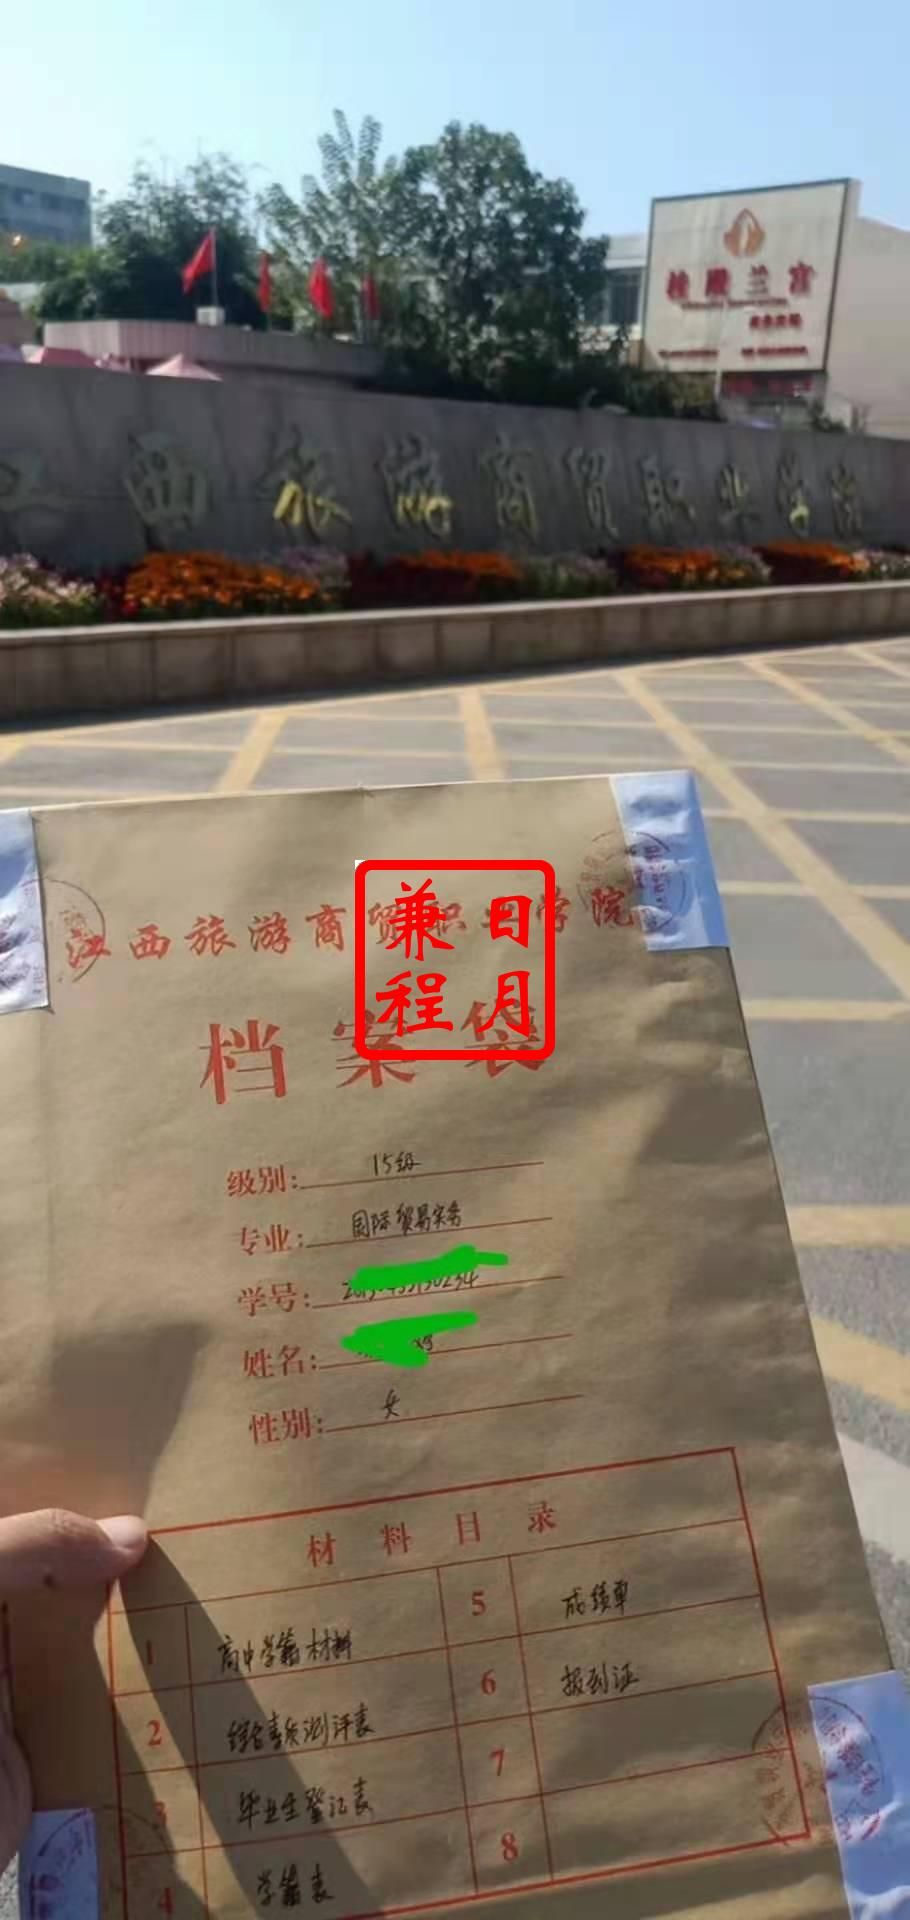 桂殿兰宫
江西旅游商贸职业学院
江西旅游商贸职业学院
日月
兼程
档案袋
级别: 15级
专业: 国际贸易实务
学号:
姓名:
性别: 女
材料目录
1 高中学籍材料
2 综合素质测评表
3 毕业生登记表
4 学籍表
5 成绩单
6 报到证
7
8